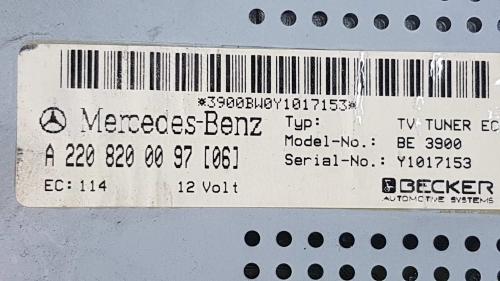 *3900BW0Y1017153*
Mercedes-Benz
A 220 820 00 97 [06]
EC: 114 12 Volt
Typ: TV TUNER EC
Model-No.: BE 3900
Serial-No.: Y1017153
BECKER
AUTOMOTIVE SYSTEMS